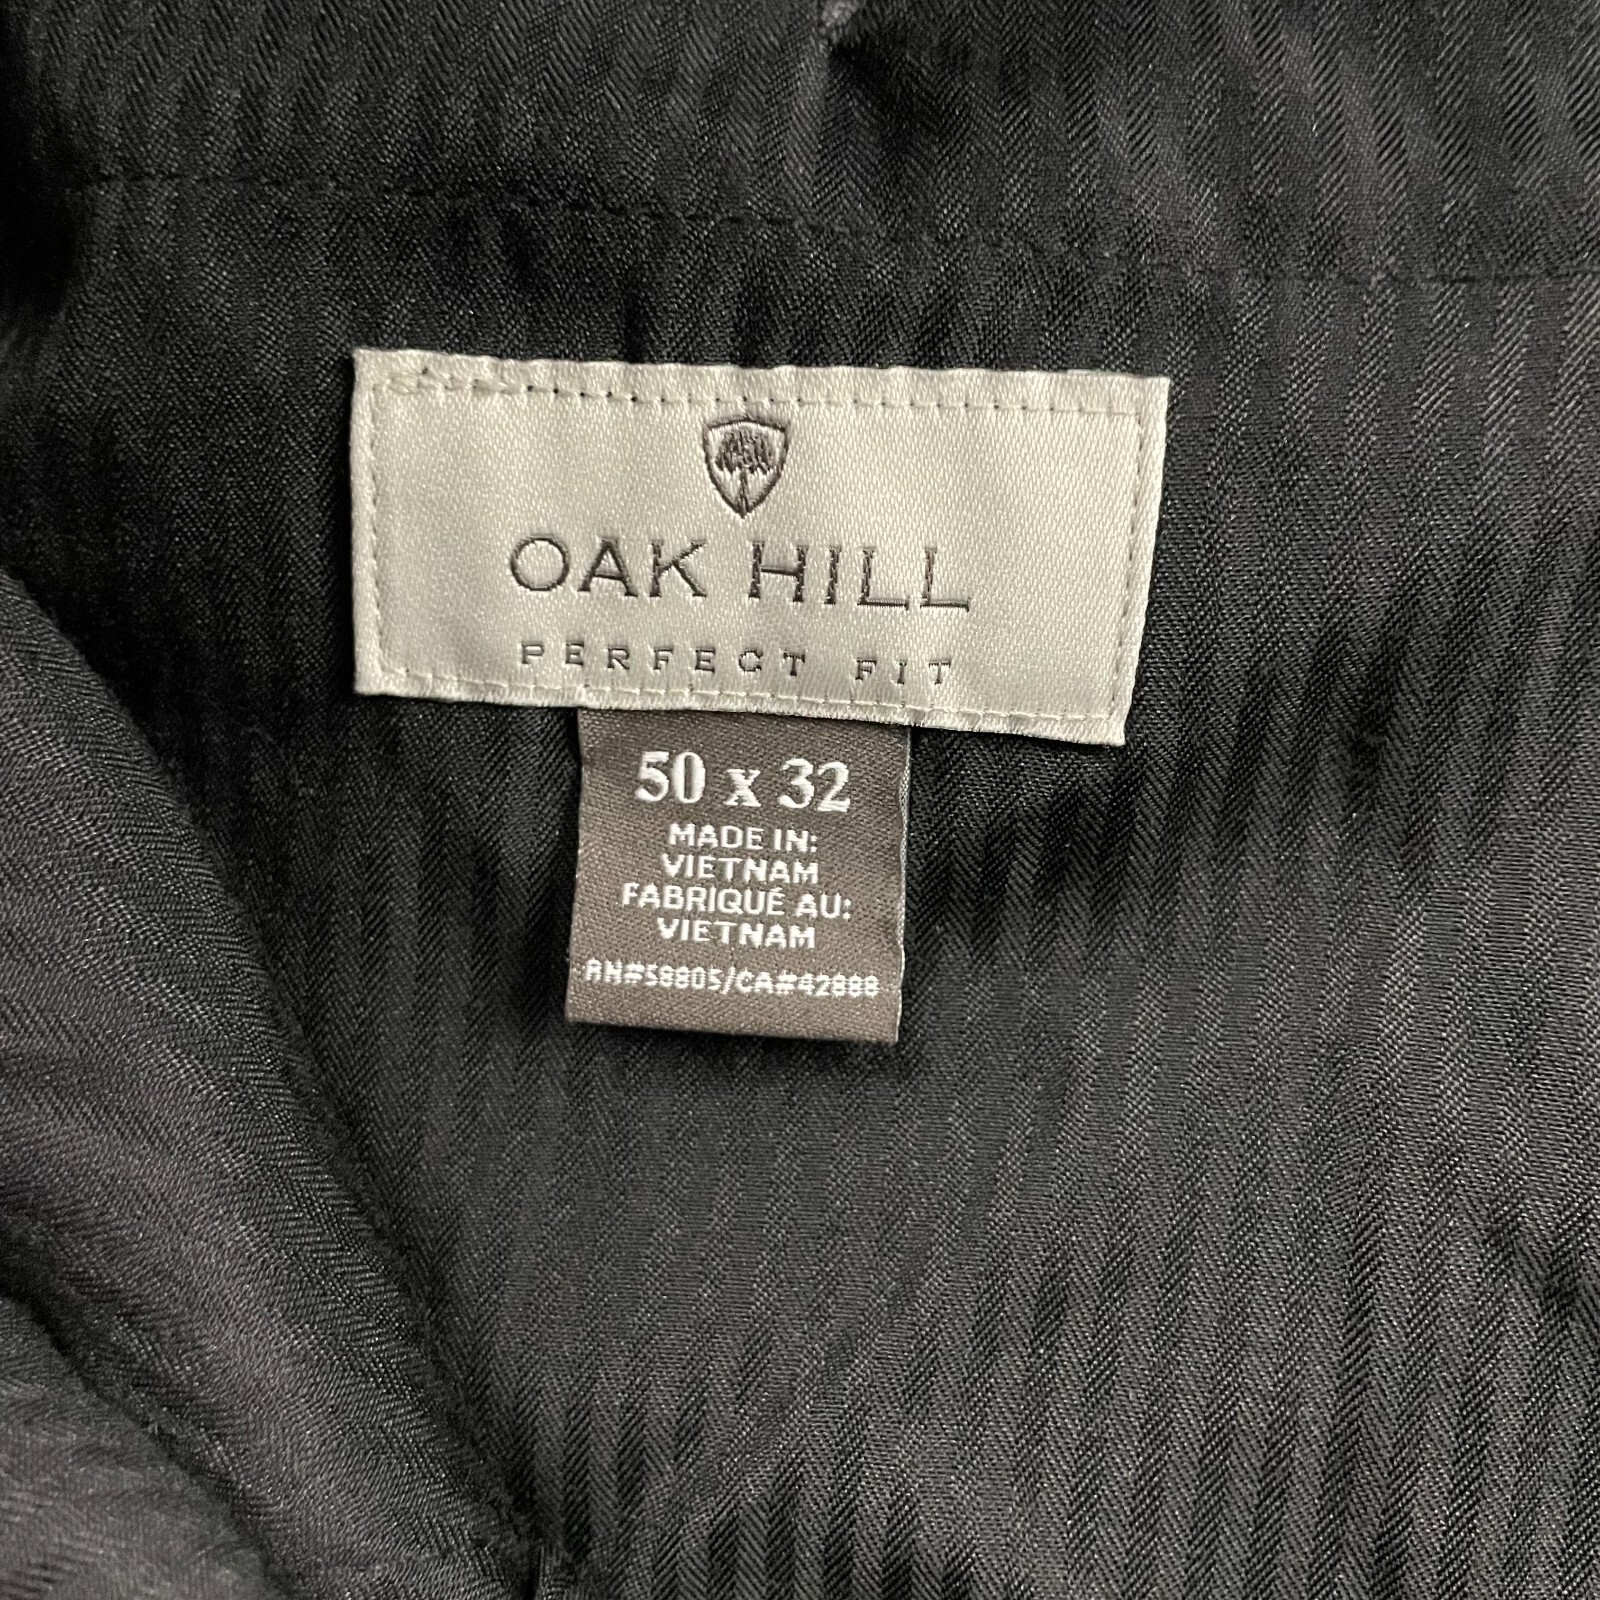 OAK HILL
PERFECT FIT
50 x 32
MADE IN:
VIETNAM
FABRIQUÉ AU:
VIETNAM
RN#58805/CA#42888